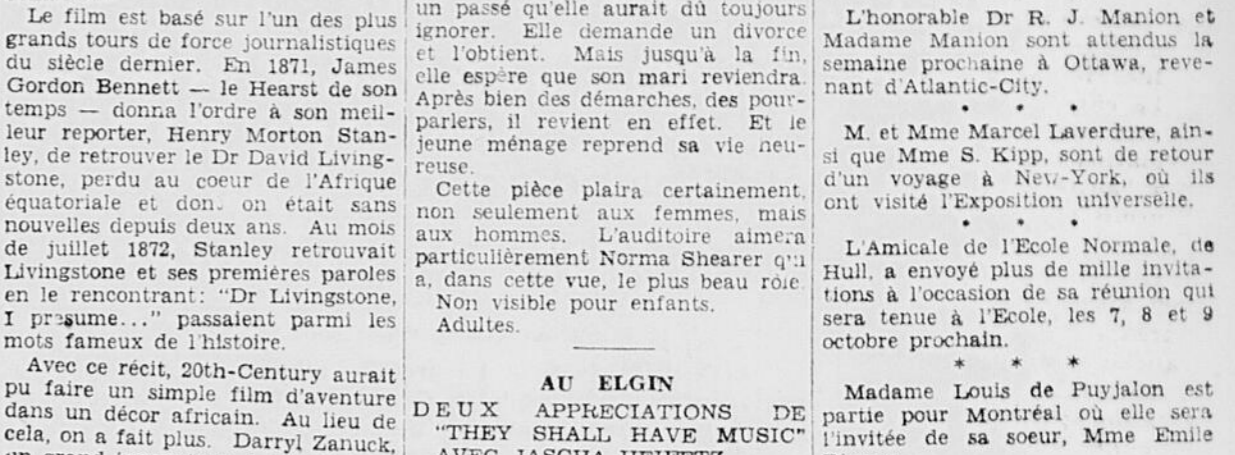 Le film est basé sur l'un des plus
grands tours de force journalistiques
du siècle dernier. En 1871, James
Gordon Bennett — le Hearst de son
temps — donna l'ordre à son meil-
leur reporter, Henry Morton Stan-
ley, de retrouver le Dr David Living-
stone, perdu au coeur de l'Afrique
équatoriale et don. on était sans
nouvelles depuis deux ans. Au mois
de juillet 1872, Stanley retrouvait
Livingstone et ses premières paroles
en le rencontrant: "Dr Livingstone,
I presume..." passaient parmi les
mots fameux de l'histoire.
Avec ce récit, 20th-Century aurait
pu faire un simple film d'aventure
dans un décor africain. Au lieu de
cela, on a fait plus. Darryl Zanuck,
un passé qu'elle aurait dû toujours
ignorer. Elle demande un divorce
et l'obtient. Mais jusqu'à la fin,
elle espère que son mari reviendra.
Après bien des démarches, des pour-
parlers, il revient en effet. Et le
jeune ménage reprend sa vie heu-
reuse.
Cette pièce plaira certainement,
non seulement aux femmes, mais
aux hommes. L'auditoire aimera
particulièrement Norma Shearer qui
a, dans cette vue, le plus beau rôle.
Non visible pour enfants.
Adultes.
AU ELGIN
DEUX APPRECIATIONS DE
"THEY SHALL HAVE MUSIC"
AVEC JASCHA HEIFETZ
L'honorable Dr R. J. Manion et
Madame Manion sont attendus la
semaine prochaine à Ottawa, reve-
nant d'Atlantic-City.
* * *
M. et Mme Marcel Laverdure, ain-
si que Mme S. Kipp, sont de retour
d'un voyage à New-York, où ils
ont visité l'Exposition universelle.
* * *
L'Amicale de l'Ecole Normale, de
Hull, a envoyé plus de mille invita-
tions à l'occasion de sa réunion qui
sera tenue à l'Ecole, les 7, 8 et 9
octobre prochain.
* * *
Madame Louis de Puyjalon est
partie pour Montréal où elle sera
l'invitée de sa soeur, Mme Emile